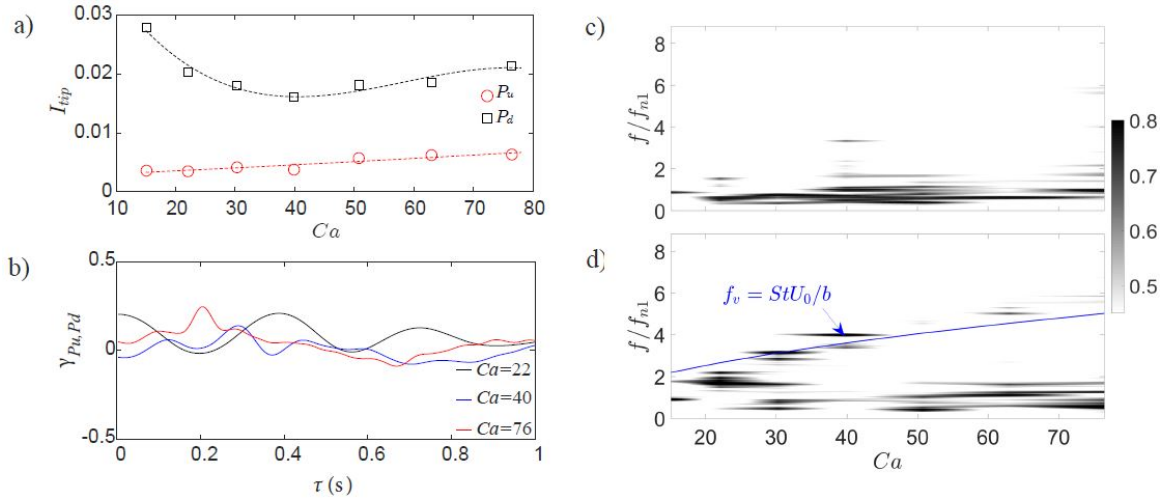 a)
0.03
0.02
0.01
0
I_tip
P_u
P_d
10 20 30 40 50 60 70 80
Ca
b)
0.5
0
-0.5
γ_Pu,Pd
Ca=22
Ca=40
Ca=76
0 0.2 0.4 0.6 0.8 1
τ (s)
c)
8
6
4
2
0
f/f_n1
d)
8
6
4
2
0
f/f_n1
f_v = StU_0/b
20 30 40 50 60 70
Ca
0.8
0.7
0.6
0.5